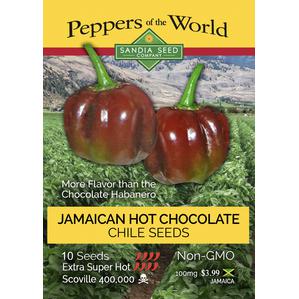 Peppers of the World
SANDIA SEED
COMPANY
More Flavor than the
Chocolate Habanero
JAMAICAN HOT CHOCOLATE
CHILE SEEDS
10 Seeds
Extra Super Hot
Scoville 400,000
Non-GMO
100mg $3.99
JAMAICA